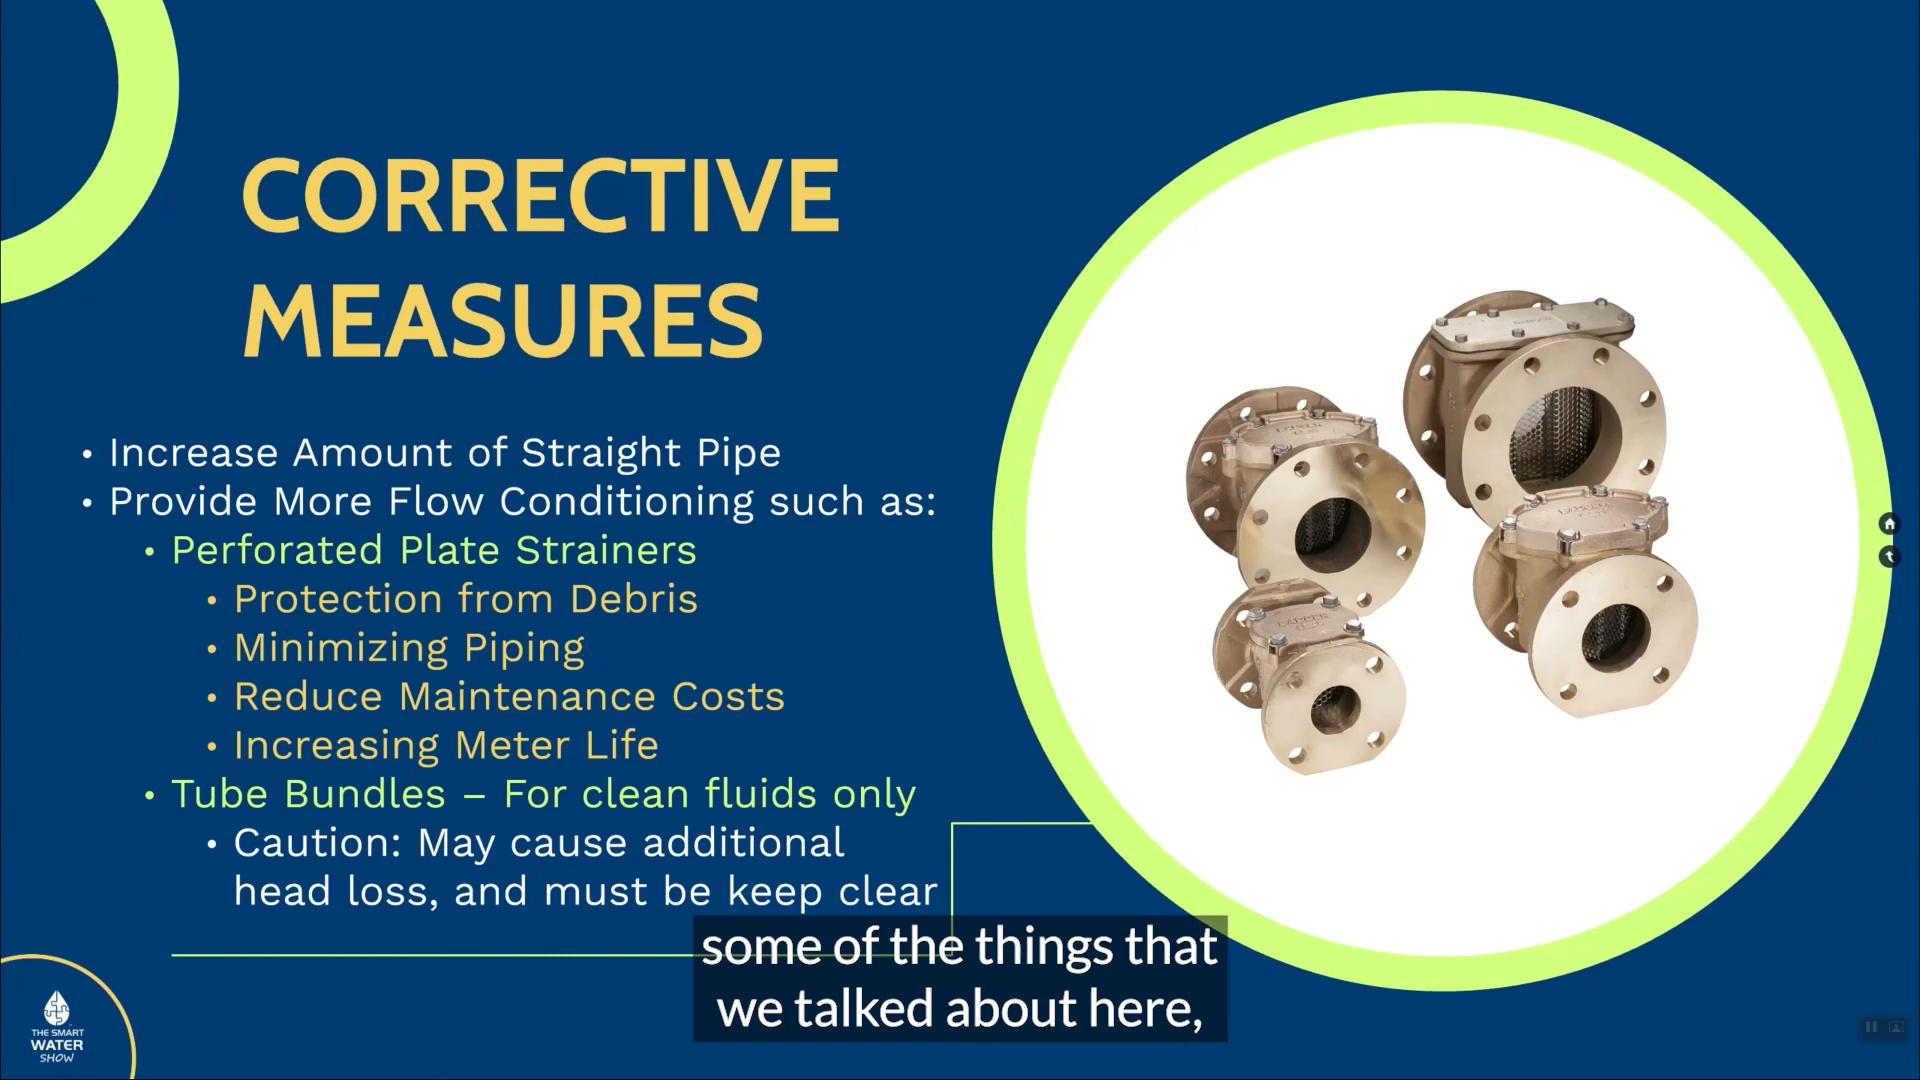 CORRECTIVE
MEASURES
• Increase Amount of Straight Pipe
• Provide More Flow Conditioning such as:
• Perforated Plate Strainers
• Protection from Debris
• Minimizing Piping
• Reduce Maintenance Costs
• Increasing Meter Life
• Tube Bundles – For clean fluids only
• Caution: May cause additional
head loss, and must be keep clear
some of the things that
we talked about here,
THE SMART
WATER
SHOW